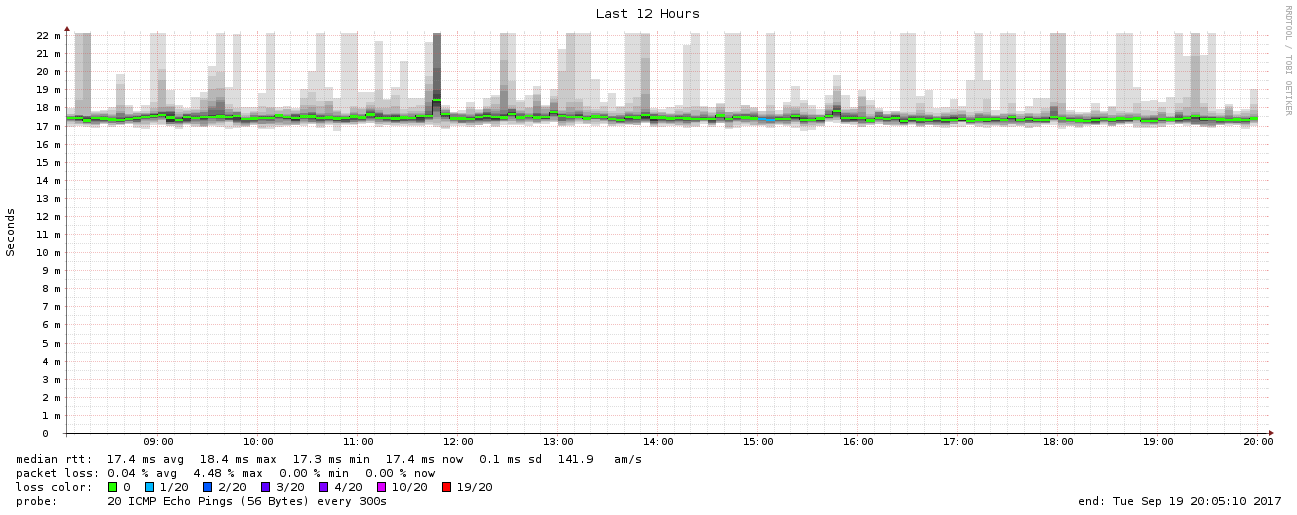 Last 12 Hours
RRDTOOL / TOBI OETIKER
Seconds
22 m
21 m
20 m
19 m
18 m
17 m
16 m
15 m
14 m
13 m
12 m
11 m
10 m
9 m
8 m
7 m
6 m
5 m
4 m
3 m
2 m
1 m
0
09:00 10:00 11:00 12:00 13:00 14:00 15:00 16:00 17:00 18:00 19:00 20:00
median rtt: 17.4 ms avg 18.4 ms max 17.3 ms min 17.4 ms now 0.1 ms sd 141.9 am/s
packet loss: 0.04 % avg 4.48 % max 0.00 % min 0.00 % now
loss color: 0 1/20 2/20 3/20 4/20 10/20 19/20
probe: 20 ICMP Echo Pings (56 Bytes) every 300s end: Tue Sep 19 20:05:10 2017